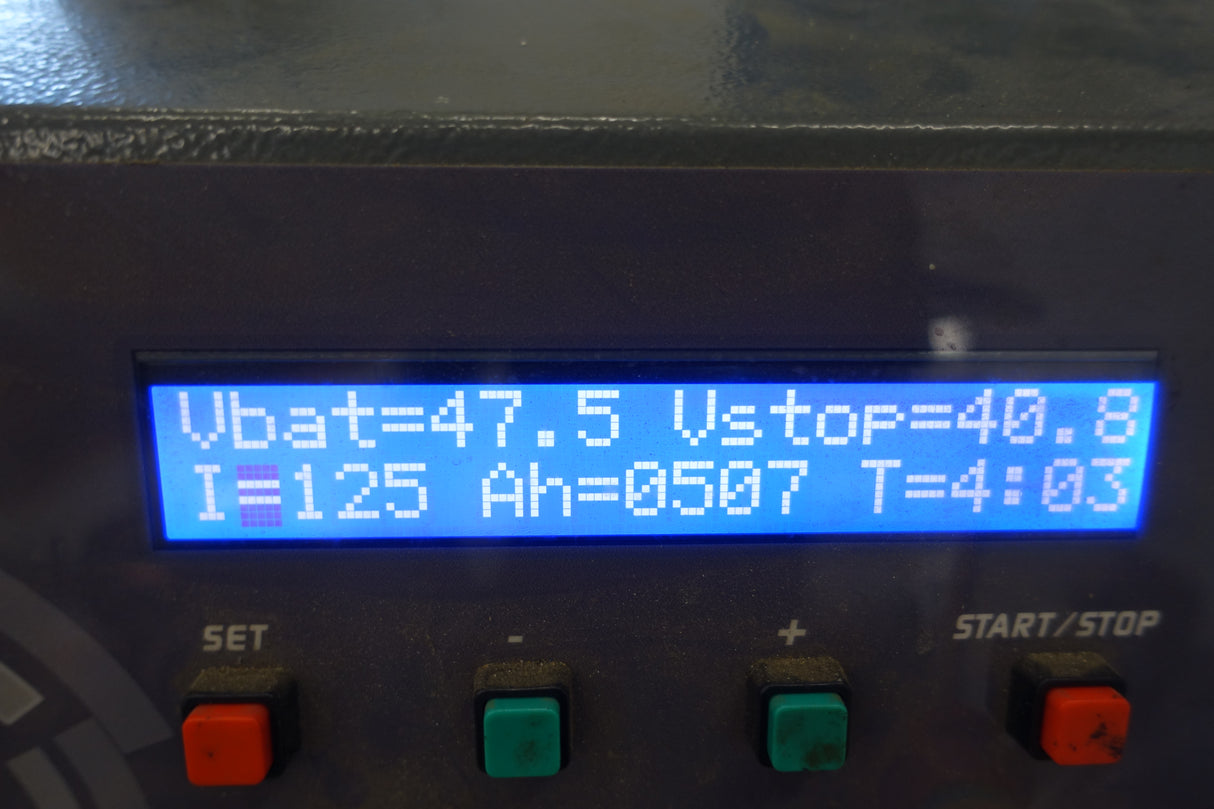 Vbat=47.5 Vstop=40.8
I=125 Ah=0507 T=4:03
SET - + START/STOP